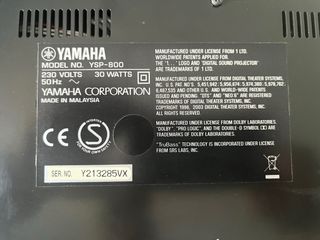 YAMAHA
MODEL NO. YSP-800
230 VOLTS 30 WATTS
50Hz
YAMAHA CORPORATION
MADE IN MALAYSIA
CE
S
SER. NO. Y213285VX
MANUFACTURED UNDER LICENSE FROM 1 LTD.
WORLDWIDE PATENTS APPLIED FOR.
THE "1... " LOGO AND "DIGITAL SOUND PROJECTOR"
ARE TRADEMARKS OF 1 LTD.
MANUFACTURED UNDER LICENSE FROM DIGITAL THEATER SYSTEMS,
INC. U.S. PAT. NO'S. 5,451,942; 5,956,674; 5,974,380; 5,978,762;
6,487,535 AND OTHER U.S. AND WORLD-WIDE PATENTS
ISSUED AND PENDING. "DTS" AND "NEO:6" ARE REGISTERED
TRADEMARKS OF DIGITAL THEATER SYSTEMS, INC.
COPYRIGHT 1996, 2003 DIGITAL THEATER SYSTEMS, INC.
ALL RIGHTS RESERVED.
MANUFACTURED UNDER LICENSE FROM DOLBY LABORATORIES.
"DOLBY", "PRO LOGIC", AND THE DOUBLE-D SYMBOL
ARE TRADEMARKS OF DOLBY LABORATORIES.
"TruBass" TECHNOLOGY IS INCORPORATED UNDER LICENSE
FROM SRS LABS, INC.